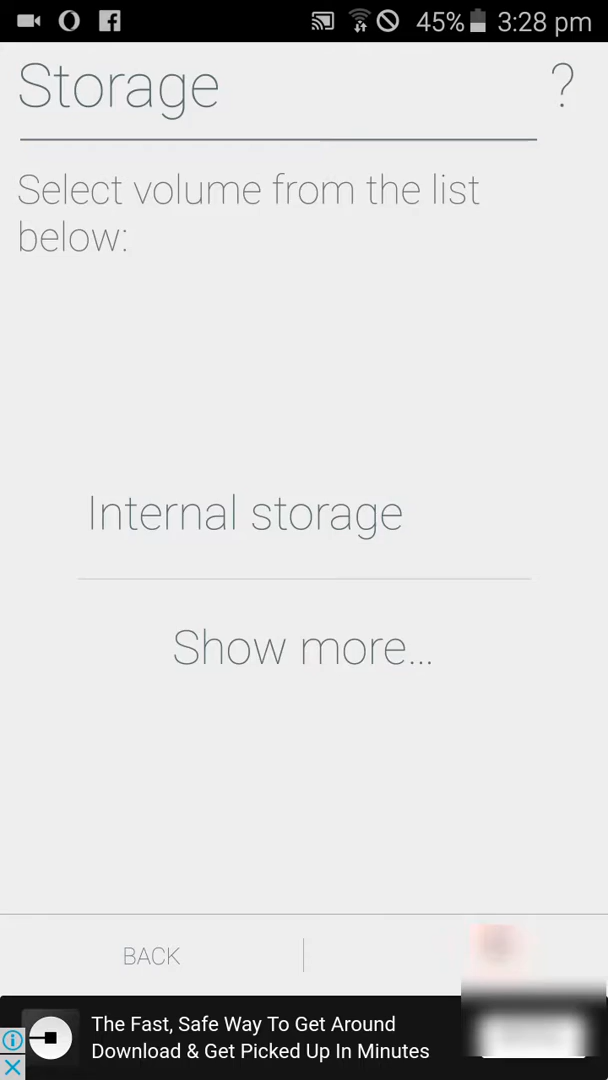 45% 3:28 pm
Storage ?
Select volume from the list
below:
Internal storage
Show more...
BACK
The Fast, Safe Way To Get Around
Download & Get Picked Up In Minutes